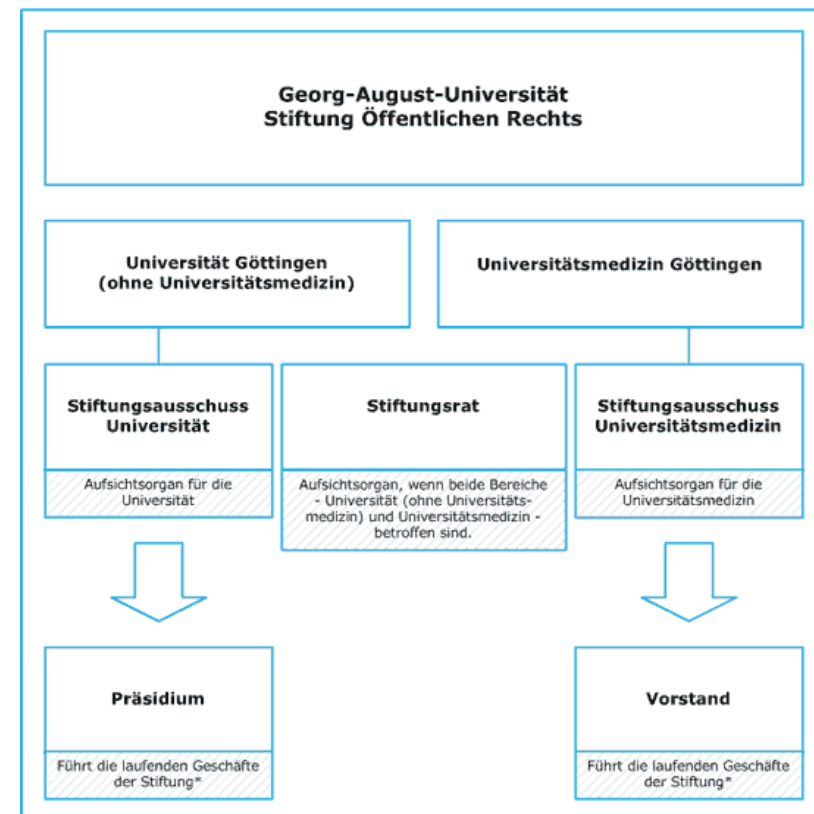 Georg-August-Universität
Stiftung Öffentlichen Rechts
Universität Göttingen
(ohne Universitätsmedizin)
Universitätsmedizin Göttingen
Stiftungsausschuss
Universität
Aufsichtsorgan für die
Universität
Stiftungsrat
Aufsichtsorgan, wenn beide Bereiche
- Universität (ohne Universitäts-
medizin) und Universitätsmedizin -
betroffen sind.
Stiftungsausschuss
Universitätsmedizin
Aufsichtsorgan für die
Universitätsmedizin
Präsidium
Führt die laufenden Geschäfte
der Stiftung*
Vorstand
Führt die laufenden Geschäfte
der Stiftung*